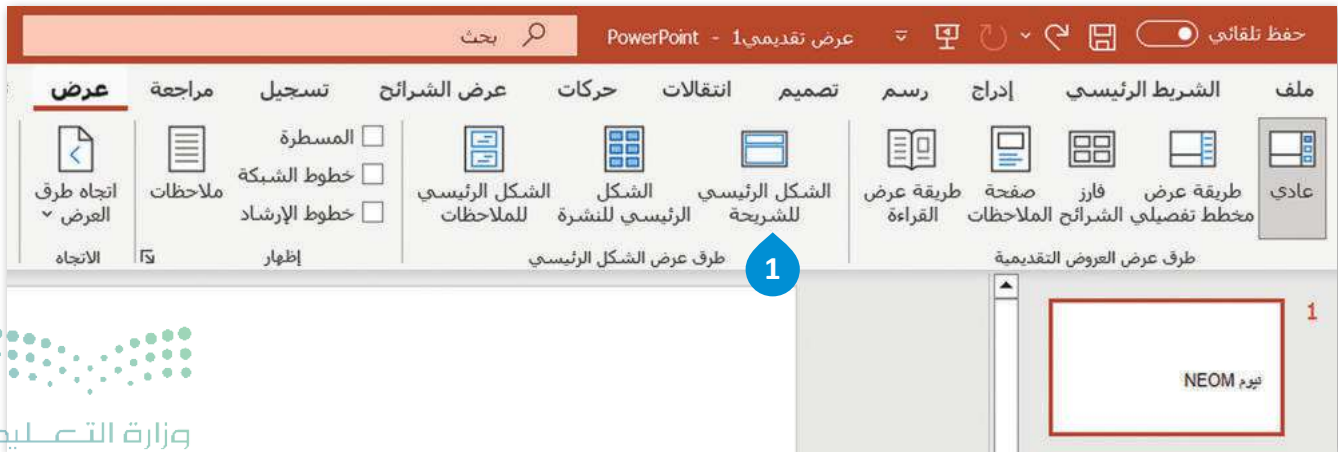 حفظ تلقائي عرض تقديمي1 - PowerPoint بحث
ملف الشريط الرئيسي إدراج رسم تصميم انتقالات حركات عرض الشرائح تسجيل مراجعة عرض
عادي
طريقة عرض
مخطط تفصيلي
فارز
الشرائح
صفحة
الملاحظات
طريقة عرض
القراءة
طرق عرض العروض التقديمية
الشكل الرئيسي
للشريحة
الشكل
الرئيسي للنشرة
الشكل الرئيسي
للملاحظات
طرق عرض الشكل الرئيسي
1
المسطرة
خطوط الشبكة
خطوط الإرشاد
إظهار
ملاحظات
اتجاه طرق
العرض
الاتجاه
1
نيوم NEOM
وزارة التعليم